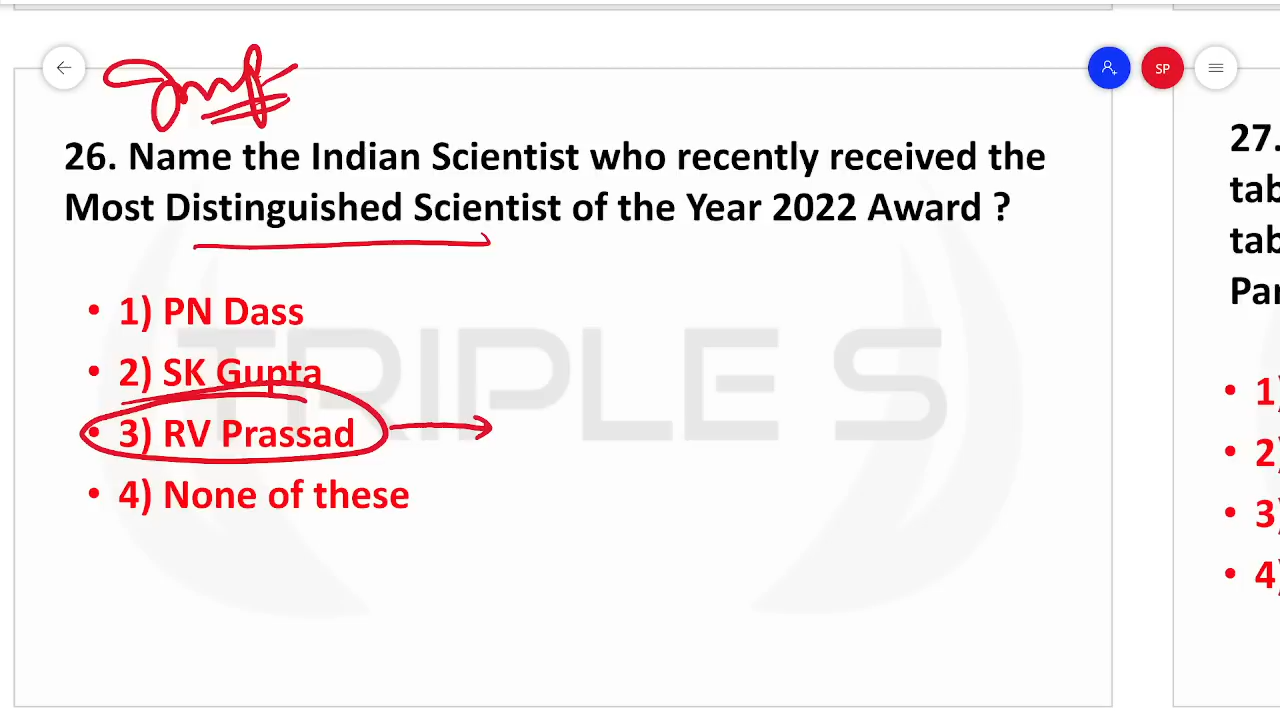 SP
26. Name the Indian Scientist who recently received the
Most Distinguished Scientist of the Year 2022 Award ?
• 1) PN Dass
• 2) SK Gupta
• 3) RV Prassad
• 4) None of these
TRIPLE S
27.
tab
tab
Par
• 1)
• 2)
• 3)
• 4)